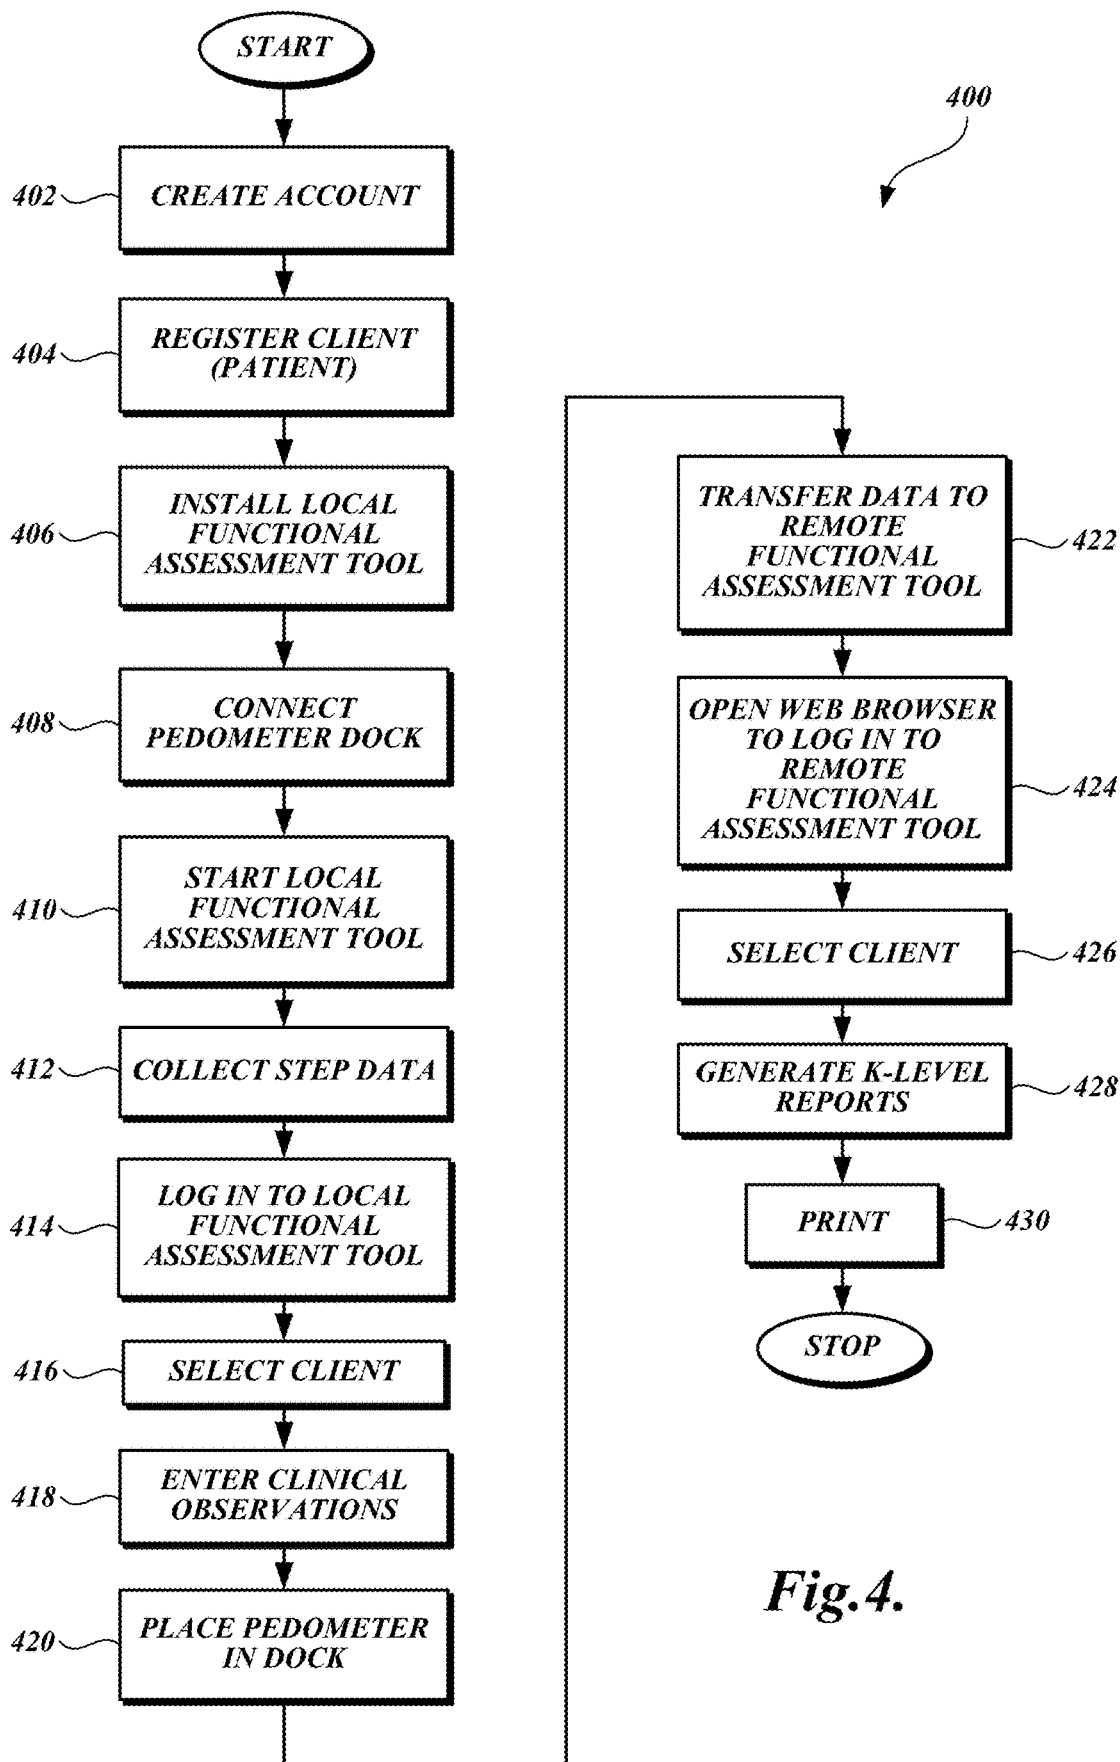 START
400
402
CREATE ACCOUNT
404
REGISTER CLIENT
(PATIENT)
406
INSTALL LOCAL
FUNCTIONAL
ASSESSMENT TOOL
408
CONNECT
PEDOMETER DOCK
410
START LOCAL
FUNCTIONAL
ASSESSMENT TOOL
412
COLLECT STEP DATA
414
LOG IN TO LOCAL
FUNCTIONAL
ASSESSMENT TOOL
416
SELECT CLIENT
418
ENTER CLINICAL
OBSERVATIONS
420
PLACE PEDOMETER
IN DOCK
TRANSFER DATA TO
REMOTE
FUNCTIONAL
ASSESSMENT TOOL
422
OPEN WEB BROWSER
TO LOG IN TO
REMOTE
FUNCTIONAL
ASSESSMENT TOOL
424
SELECT CLIENT
426
GENERATE K-LEVEL
REPORTS
428
PRINT
430
STOP
Fig.4.